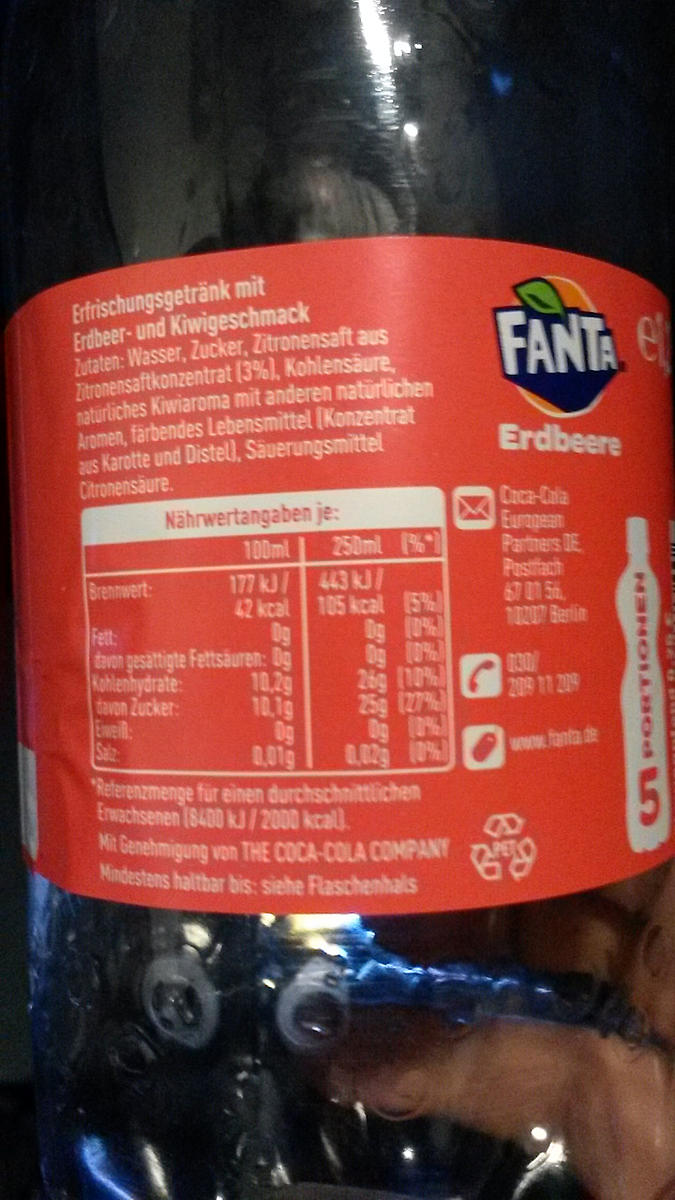 Erfrischungsgetränk mit
Erdbeer- und Kiwigeschmack
Zutaten: Wasser, Zucker, Zitronensaft aus
Zitronensaftkonzentrat (3%), Kohlensäure,
natürliches Kiwiaroma mit anderen natürlichen
Aromen, färbendes Lebensmittel (Konzentrat
aus Karotte und Distel), Säuerungsmittel
Citronensäure.
Nährwertangaben je:
100ml 250ml (%*)
Brennwert: 177 kJ / 443 kJ /
42 kcal 105 kcal (5%)
Fett: 0g 0g (0%)
davon gesättigte Fettsäuren: 0g 0g (0%)
Kohlenhydrate: 10,2g 26g (10%)
davon Zucker: 10,1g 25g (27%)
Eiweiß: 0g 0g (0%)
Salz: 0,01g 0,02g (0%)
*Referenzmenge für einen durchschnittlichen
Erwachsenen (8400 kJ / 2000 kcal).
Mit Genehmigung von THE COCA-COLA COMPANY
Mindestens haltbar bis: siehe Flaschenhals
FANTA
Erdbeere
Coca-Cola
European
Partners DE,
Postfach
67 01 56,
10207 Berlin
030/
209 11 209
www.fanta.de
PET
5 PORTIONEN